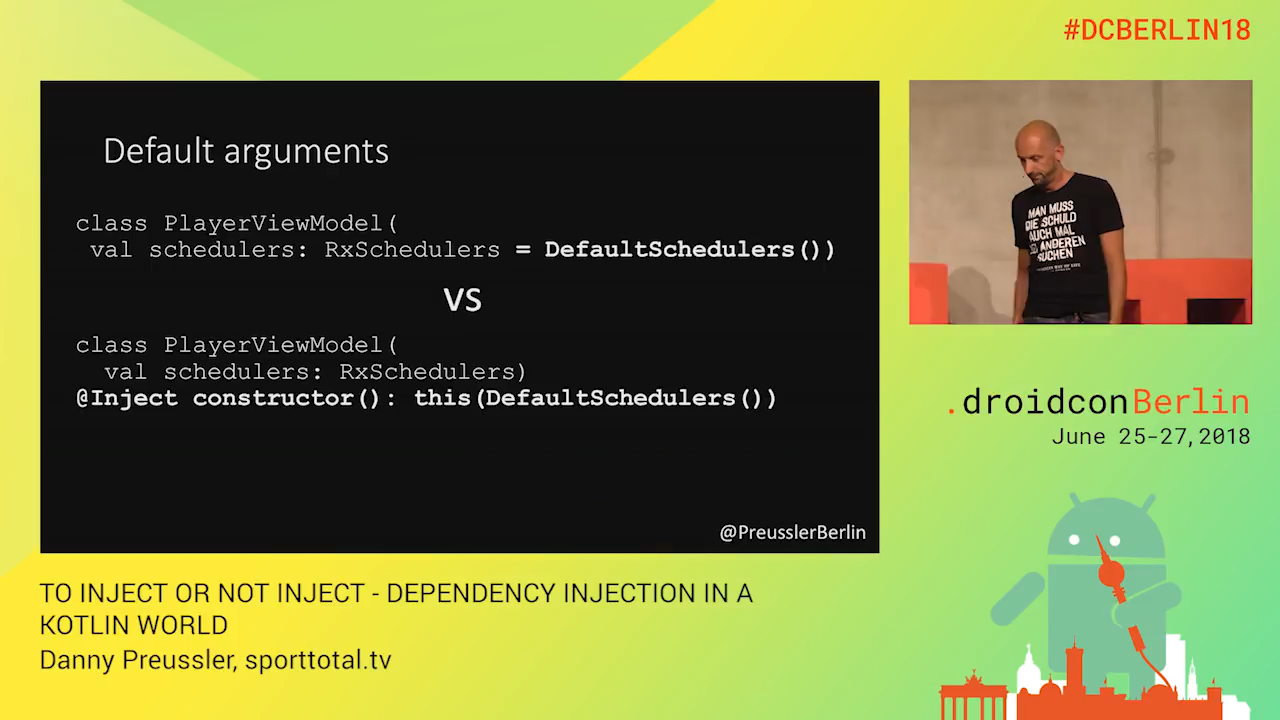 #DCBERLIN18
Default arguments
class PlayerViewModel(
val schedulers: RxSchedulers = DefaultSchedulers())
VS
class PlayerViewModel(
val schedulers: RxSchedulers)
@Inject constructor(): this(DefaultSchedulers())
@PreusslerBerlin
MAN MUSS
DIE SCHULD
AUCH MAL
ANDEREN
SUCHEN
.droidconBerlin
June 25-27,2018
TO INJECT OR NOT INJECT - DEPENDENCY INJECTION IN A
KOTLIN WORLD
Danny Preussler, sporttotal.tv